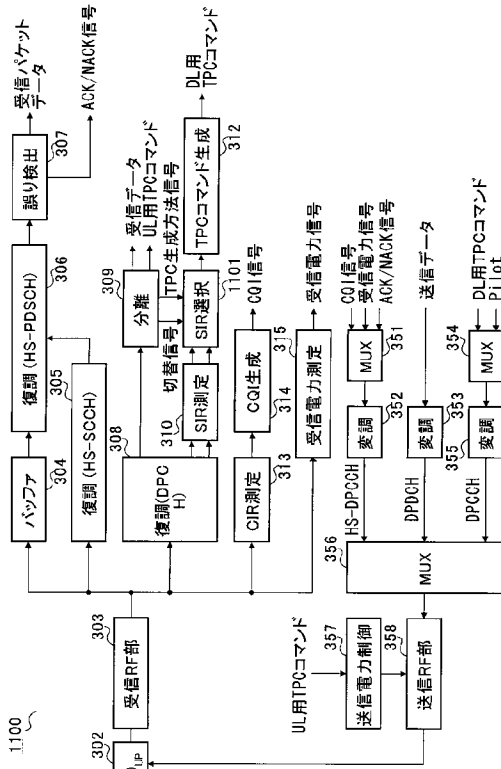 1100
302
DUP
303
受信RF部
304
バッファ
305
復調(HS-SCCH)
306
復調(HS-PDSCH)
307
誤り検出
受信パケット
データ
ACK/NACK信号
308
復調(DPC
H)
309
分離
受信データ
UL用TPCコマンド
TPC生成方法信号
切替信号
310
SIR測定
SIR選択
1101
TPCコマンド生成
312
DL用
TPCコマンド
CIR測定
313
CQI生成
314
CQI信号
受信電力測定
315
受信電力信号
CQI信号
受信電力信号
ACK/NACK信号
MUX
351
変調
352
HS-DPCCH
送信データ
変調
353
DPDCH
DL用TPCコマンド
Pilot
MUX
354
変調
355
DPCCH
356
MUX
UL用TPCコマンド
357
送信電力制御
358
送信RF部